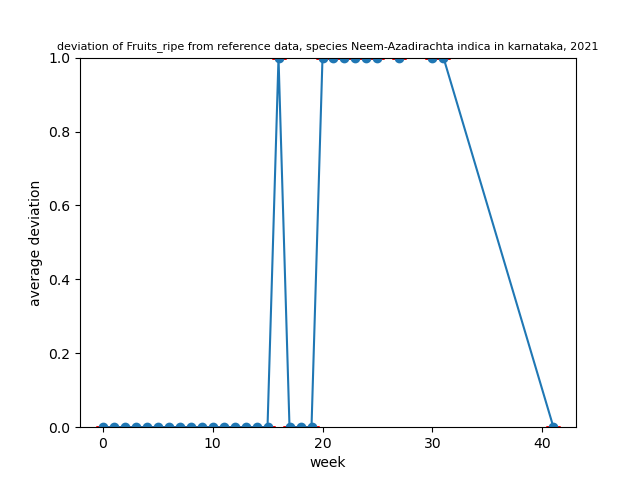 deviation of Fruits_ripe from reference data, species Neem-Azadirachta indica in karnataka, 2021
1.0
0.8
0.6
0.4
0.2
0.0
average deviation
0 10 20 30 40
week